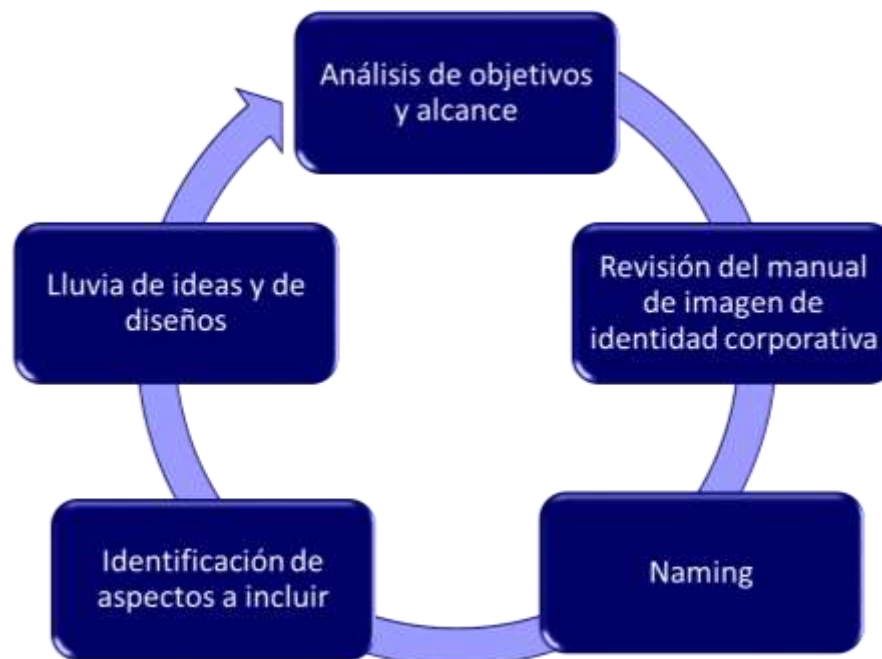 Análisis de objetivos
y alcance
Revisión del manual
de imagen de
identidad corporativa
Naming
Identificación de
aspectos a incluir
Lluvia de ideas y de
diseños